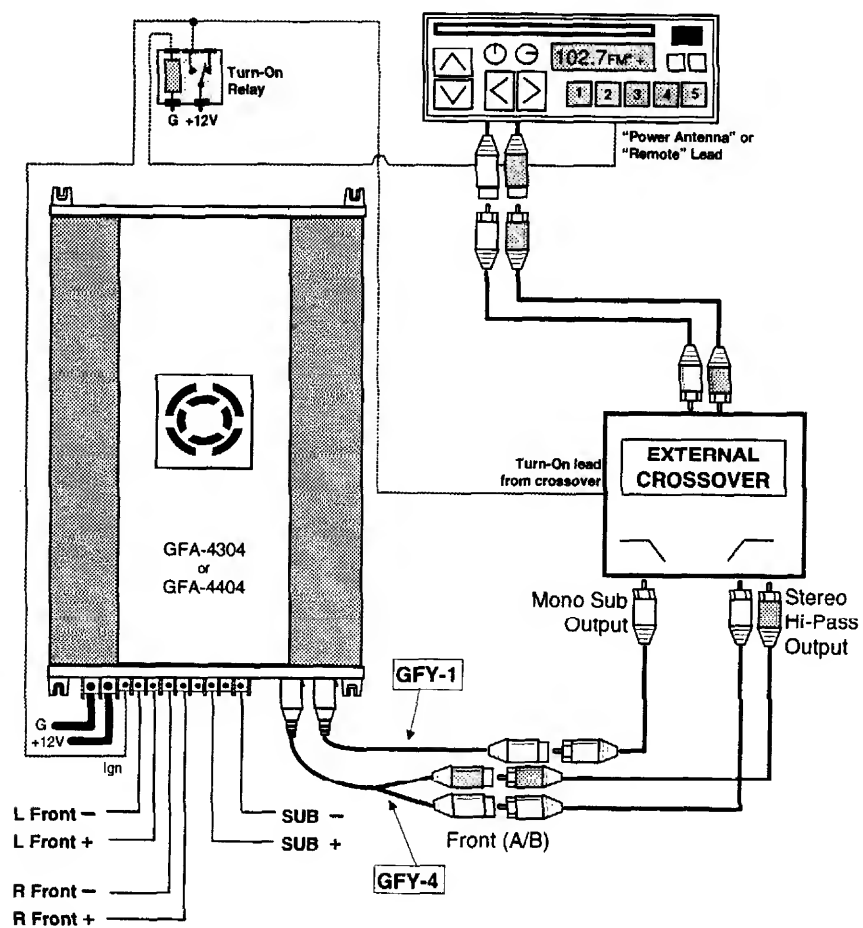 Turn-On
Relay
G +12V
102.7FM
1 2 3 4 5
"Power Antenna" or
"Remote" Lead
GFA-4304
or
GFA-4404
Turn-On lead
from crossover
EXTERNAL
CROSSOVER
Mono Sub
Output
Stereo
Hi-Pass
Output
GFY-1
G
+12V
Ign
L Front −
L Front +
R Front −
R Front +
SUB −
SUB +
Front (A/B)
GFY-4